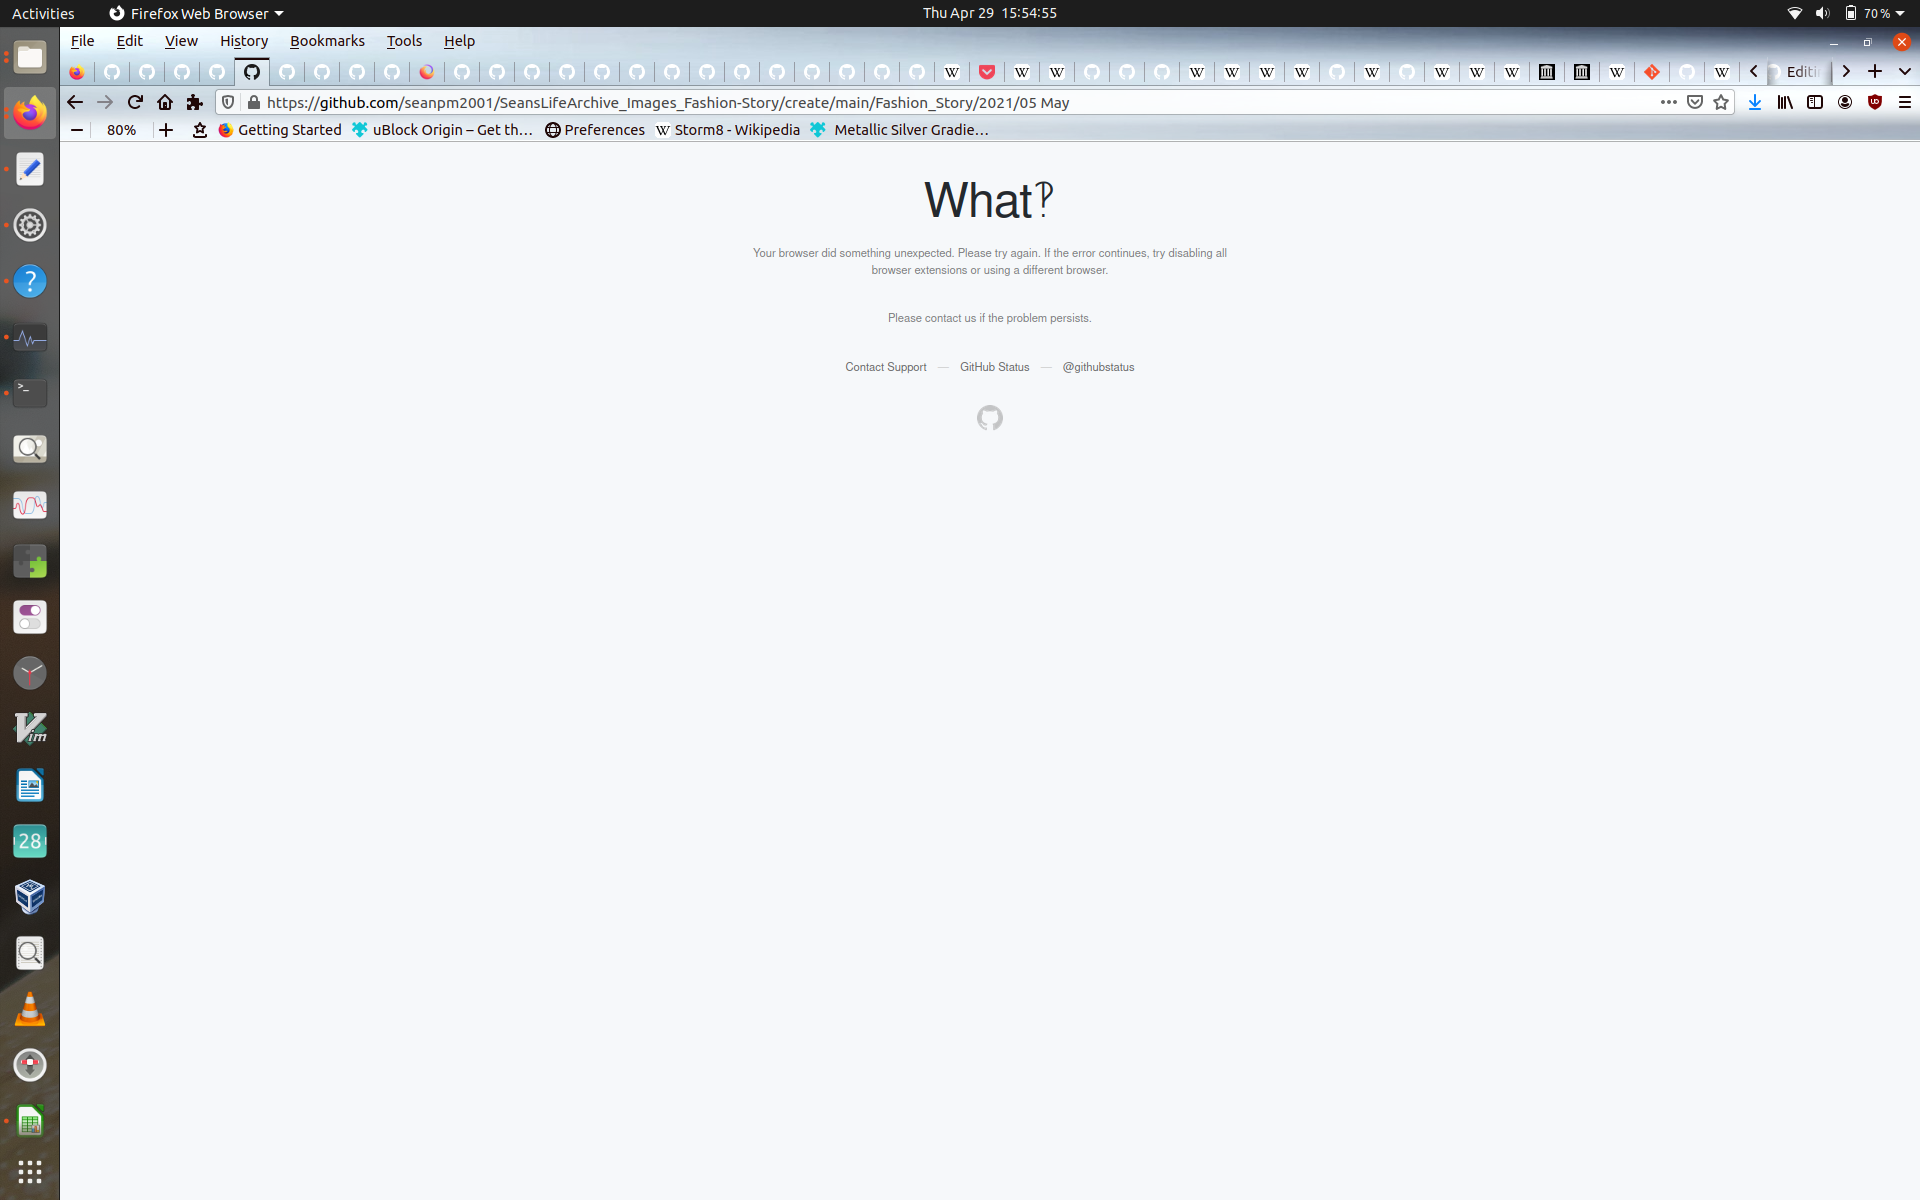 Activities Firefox Web Browser Thu Apr 29 15:54:55 70 %
File Edit View History Bookmarks Tools Help
Editi
https://github.com/seanpm2001/SeansLifeArchive_Images_Fashion-Story/create/main/Fashion_Story/2021/05 May
80% Getting Started uBlock Origin – Get th… Preferences Storm8 - Wikipedia Metallic Silver Gradie…
What‽
Your browser did something unexpected. Please try again. If the error continues, try disabling all
browser extensions or using a different browser.
Please contact us if the problem persists.
Contact Support — GitHub Status — @githubstatus
28